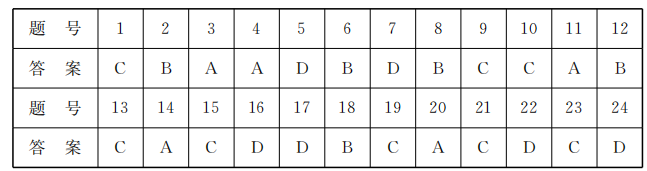 题 号 1 2 3 4 5 6 7 8 9 10 11 12
答 案 C B A A D B D B C C A B
题 号 13 14 15 16 17 18 19 20 21 22 23 24
答 案 C A C D D B C A C D C D